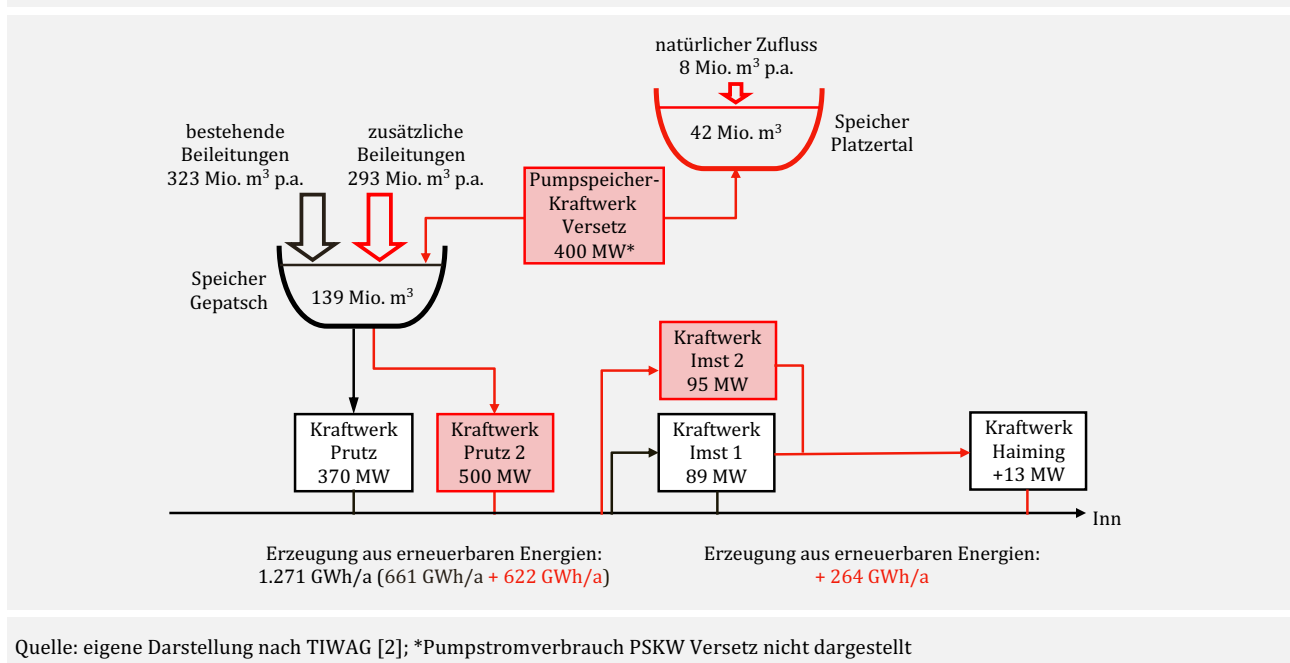 natürlicher Zufluss
8 Mio. m³ p.a.
42 Mio. m³
Speicher
Platzertal
bestehende
Beileitungen
323 Mio. m³ p.a.
zusätzliche
Beileitungen
293 Mio. m³ p.a.
Pumpspeicher-
Kraftwerk
Versetz
400 MW*
Speicher
Gepatsch
139 Mio. m³
Kraftwerk
Imst 2
95 MW
Kraftwerk
Prutz
370 MW
Kraftwerk
Prutz 2
500 MW
Kraftwerk
Imst 1
89 MW
Kraftwerk
Haiming
+13 MW
Inn
Erzeugung aus erneuerbaren Energien:
1.271 GWh/a (661 GWh/a + 622 GWh/a)
Erzeugung aus erneuerbaren Energien:
+ 264 GWh/a
Quelle: eigene Darstellung nach TIWAG [2]; *Pumpstromverbrauch PSKW Versetz nicht dargestellt